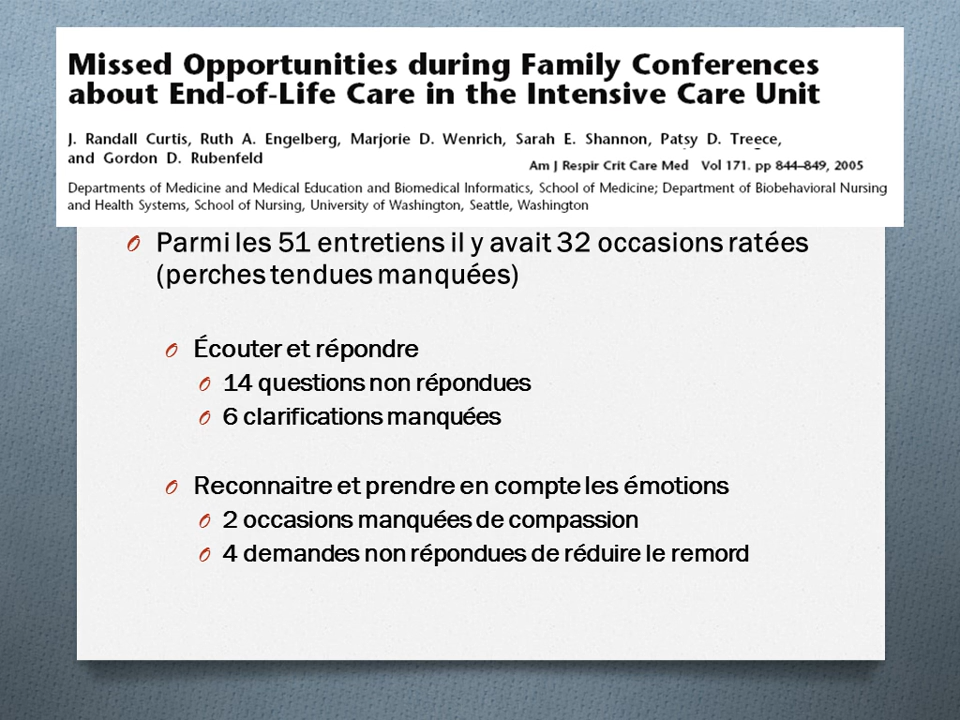 Missed Opportunities during Family Conferences
about End-of-Life Care in the Intensive Care Unit
J. Randall Curtis, Ruth A. Engelberg, Marjorie D. Wenrich, Sarah E. Shannon, Patsy D. Treece,
and Gordon D. Rubenfeld
Am J Respir Crit Care Med Vol 171. pp 844–849, 2005
Departments of Medicine and Medical Education and Biomedical Informatics, School of Medicine; Department of Biobehavioral Nursing
and Health Systems, School of Nursing, University of Washington, Seattle, Washington
Parmi les 51 entretiens il y avait 32 occasions ratées
(perches tendues manquées)
Écouter et répondre
14 questions non répondues
6 clarifications manquées
Reconnaitre et prendre en compte les émotions
2 occasions manquées de compassion
4 demandes non répondues de réduire le remord